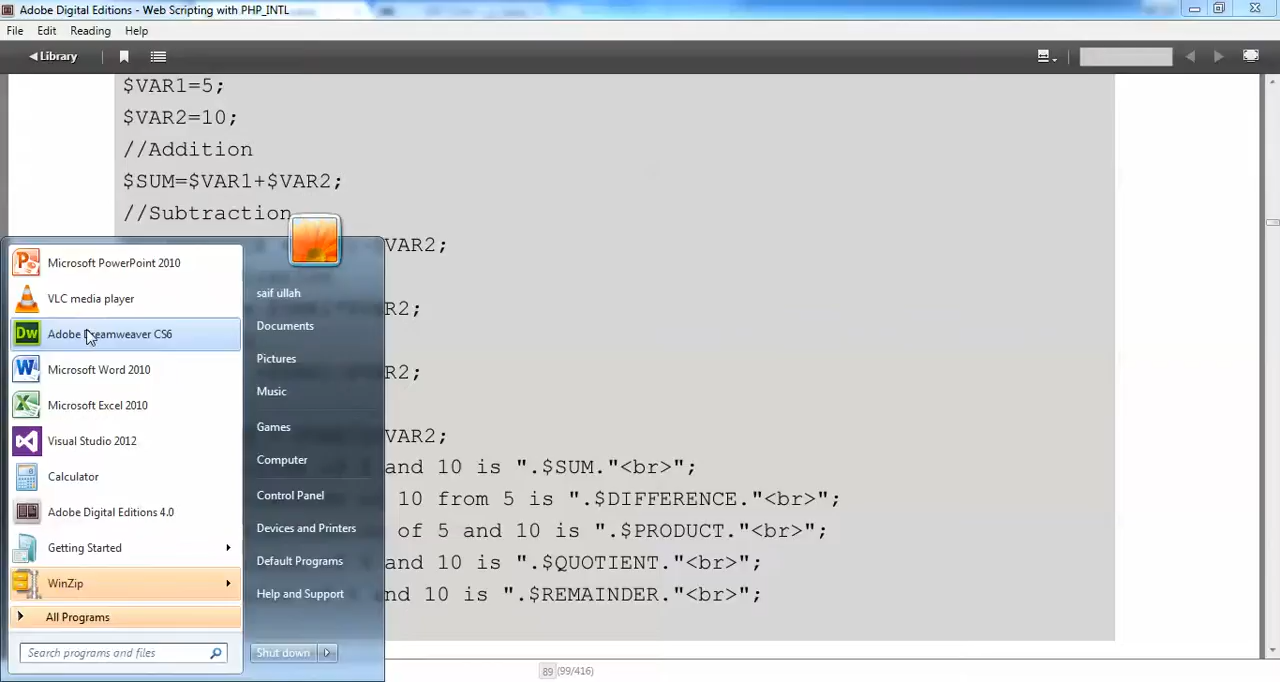 Adobe Digital Editions - Web Scripting with PHP_INTL
File Edit Reading Help
Library
$VAR1=5;
$VAR2=10;
//Addition
$SUM=$VAR1+$VAR2;
//Subtraction
VAR2;
VAR2;
VAR2;
VAR2;
and 10 is ".$SUM."<br>";
10 from 5 is ".$DIFFERENCE."<br>";
of 5 and 10 is ".$PRODUCT."<br>";
and 10 is ".$QUOTIENT."<br>";
and 10 is ".$REMAINDER."<br>";
89 (99/416)
Microsoft PowerPoint 2010
VLC media player
Adobe Dreamweaver CS6
Microsoft Word 2010
Microsoft Excel 2010
Visual Studio 2012
Calculator
Adobe Digital Editions 4.0
Getting Started
WinZip
All Programs
Search programs and files
saif ullah
Documents
Pictures
Music
Games
Computer
Control Panel
Devices and Printers
Default Programs
Help and Support
Shut down